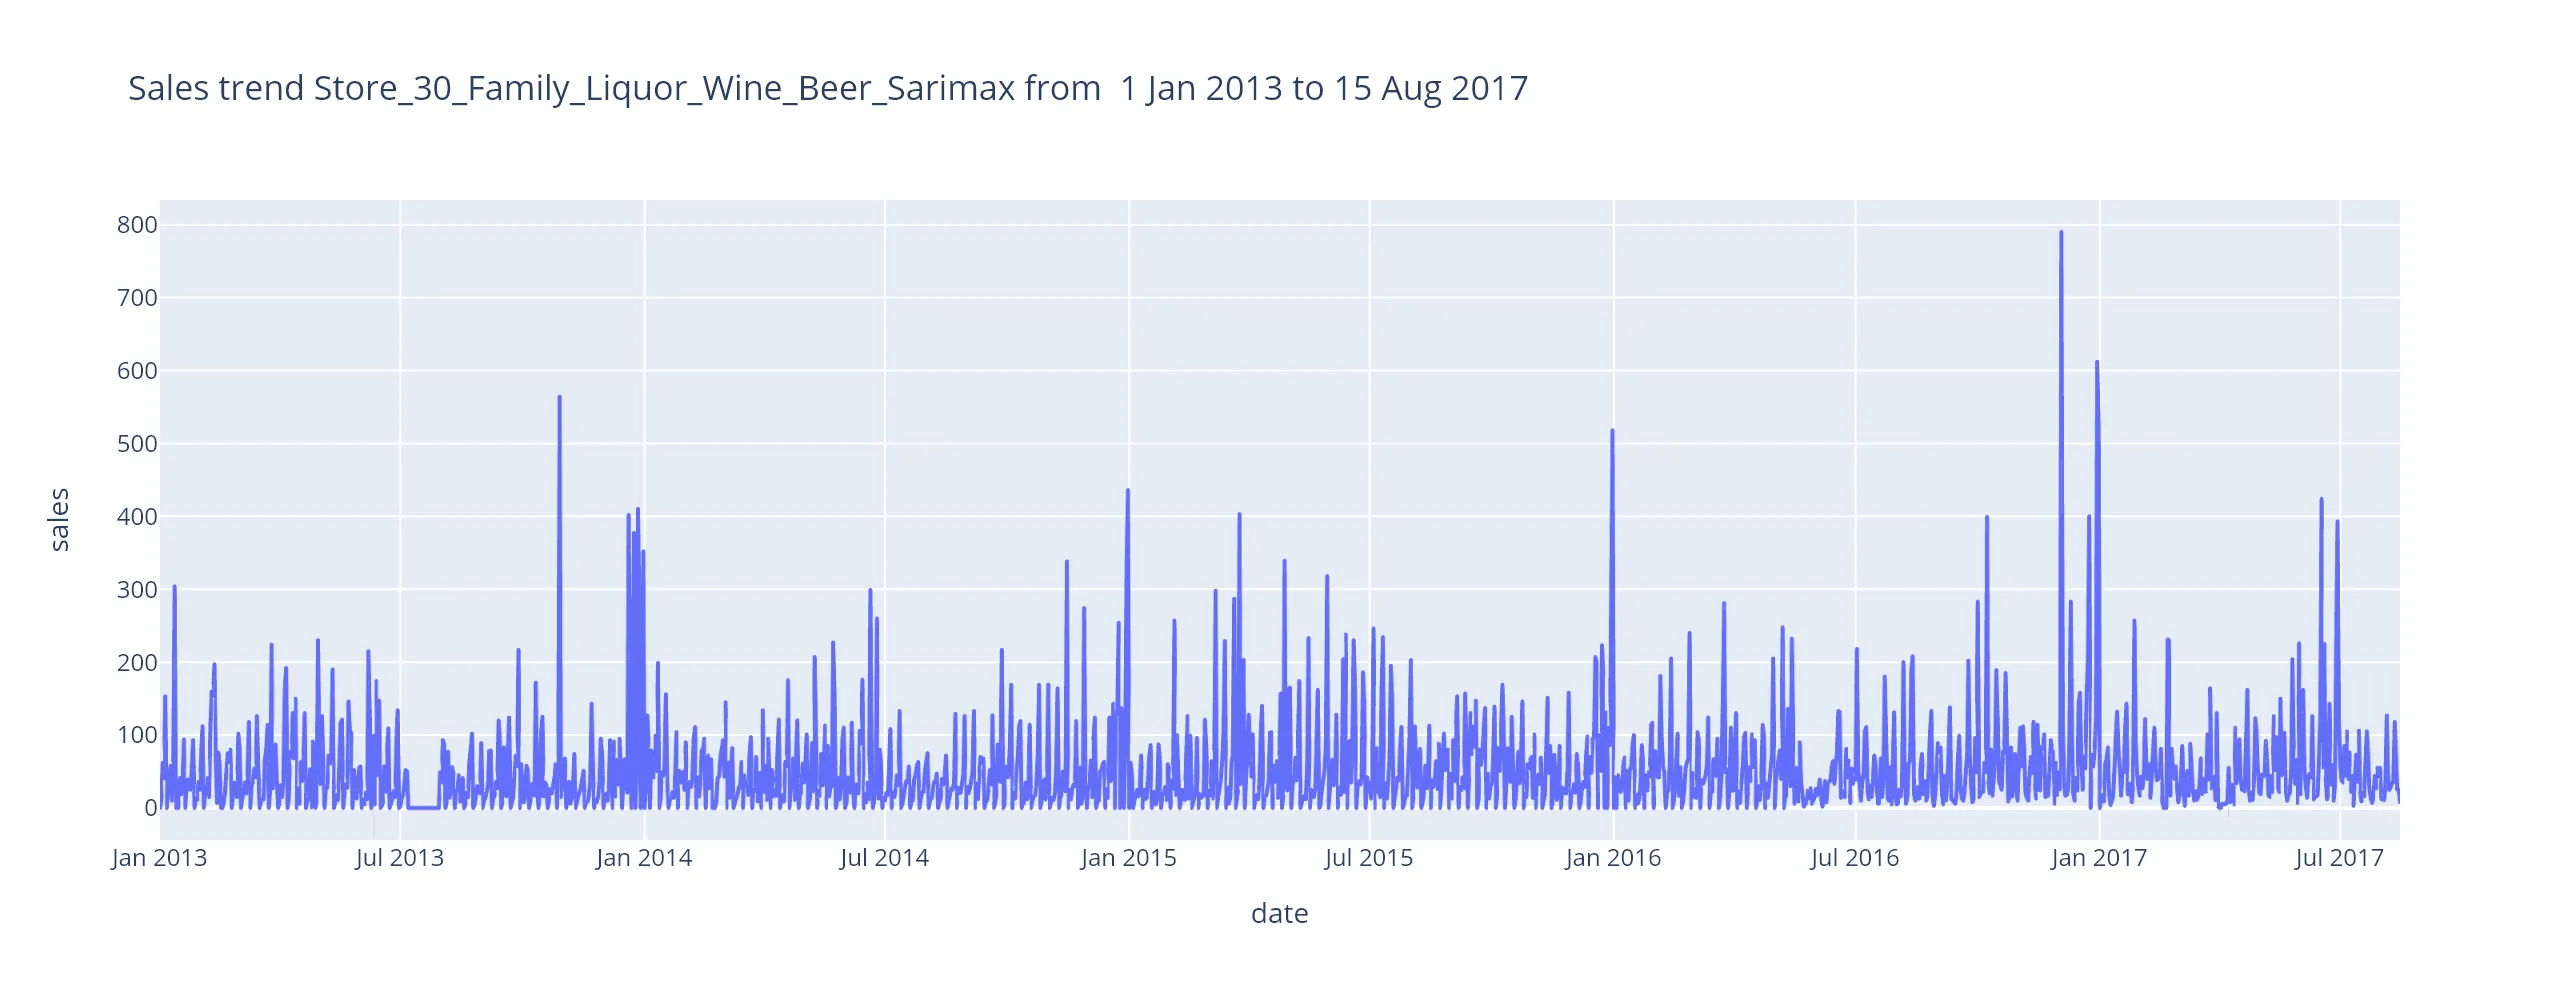 Sales trend Store_30_Family_Liquor_Wine_Beer_Sarimax from  1 Jan 2013 to 15 Aug 2017
800
700
600
500
400
300
200
100
0
sales
Jan 2013 Jul 2013 Jan 2014 Jul 2014 Jan 2015 Jul 2015 Jan 2016 Jul 2016 Jan 2017 Jul 2017
date